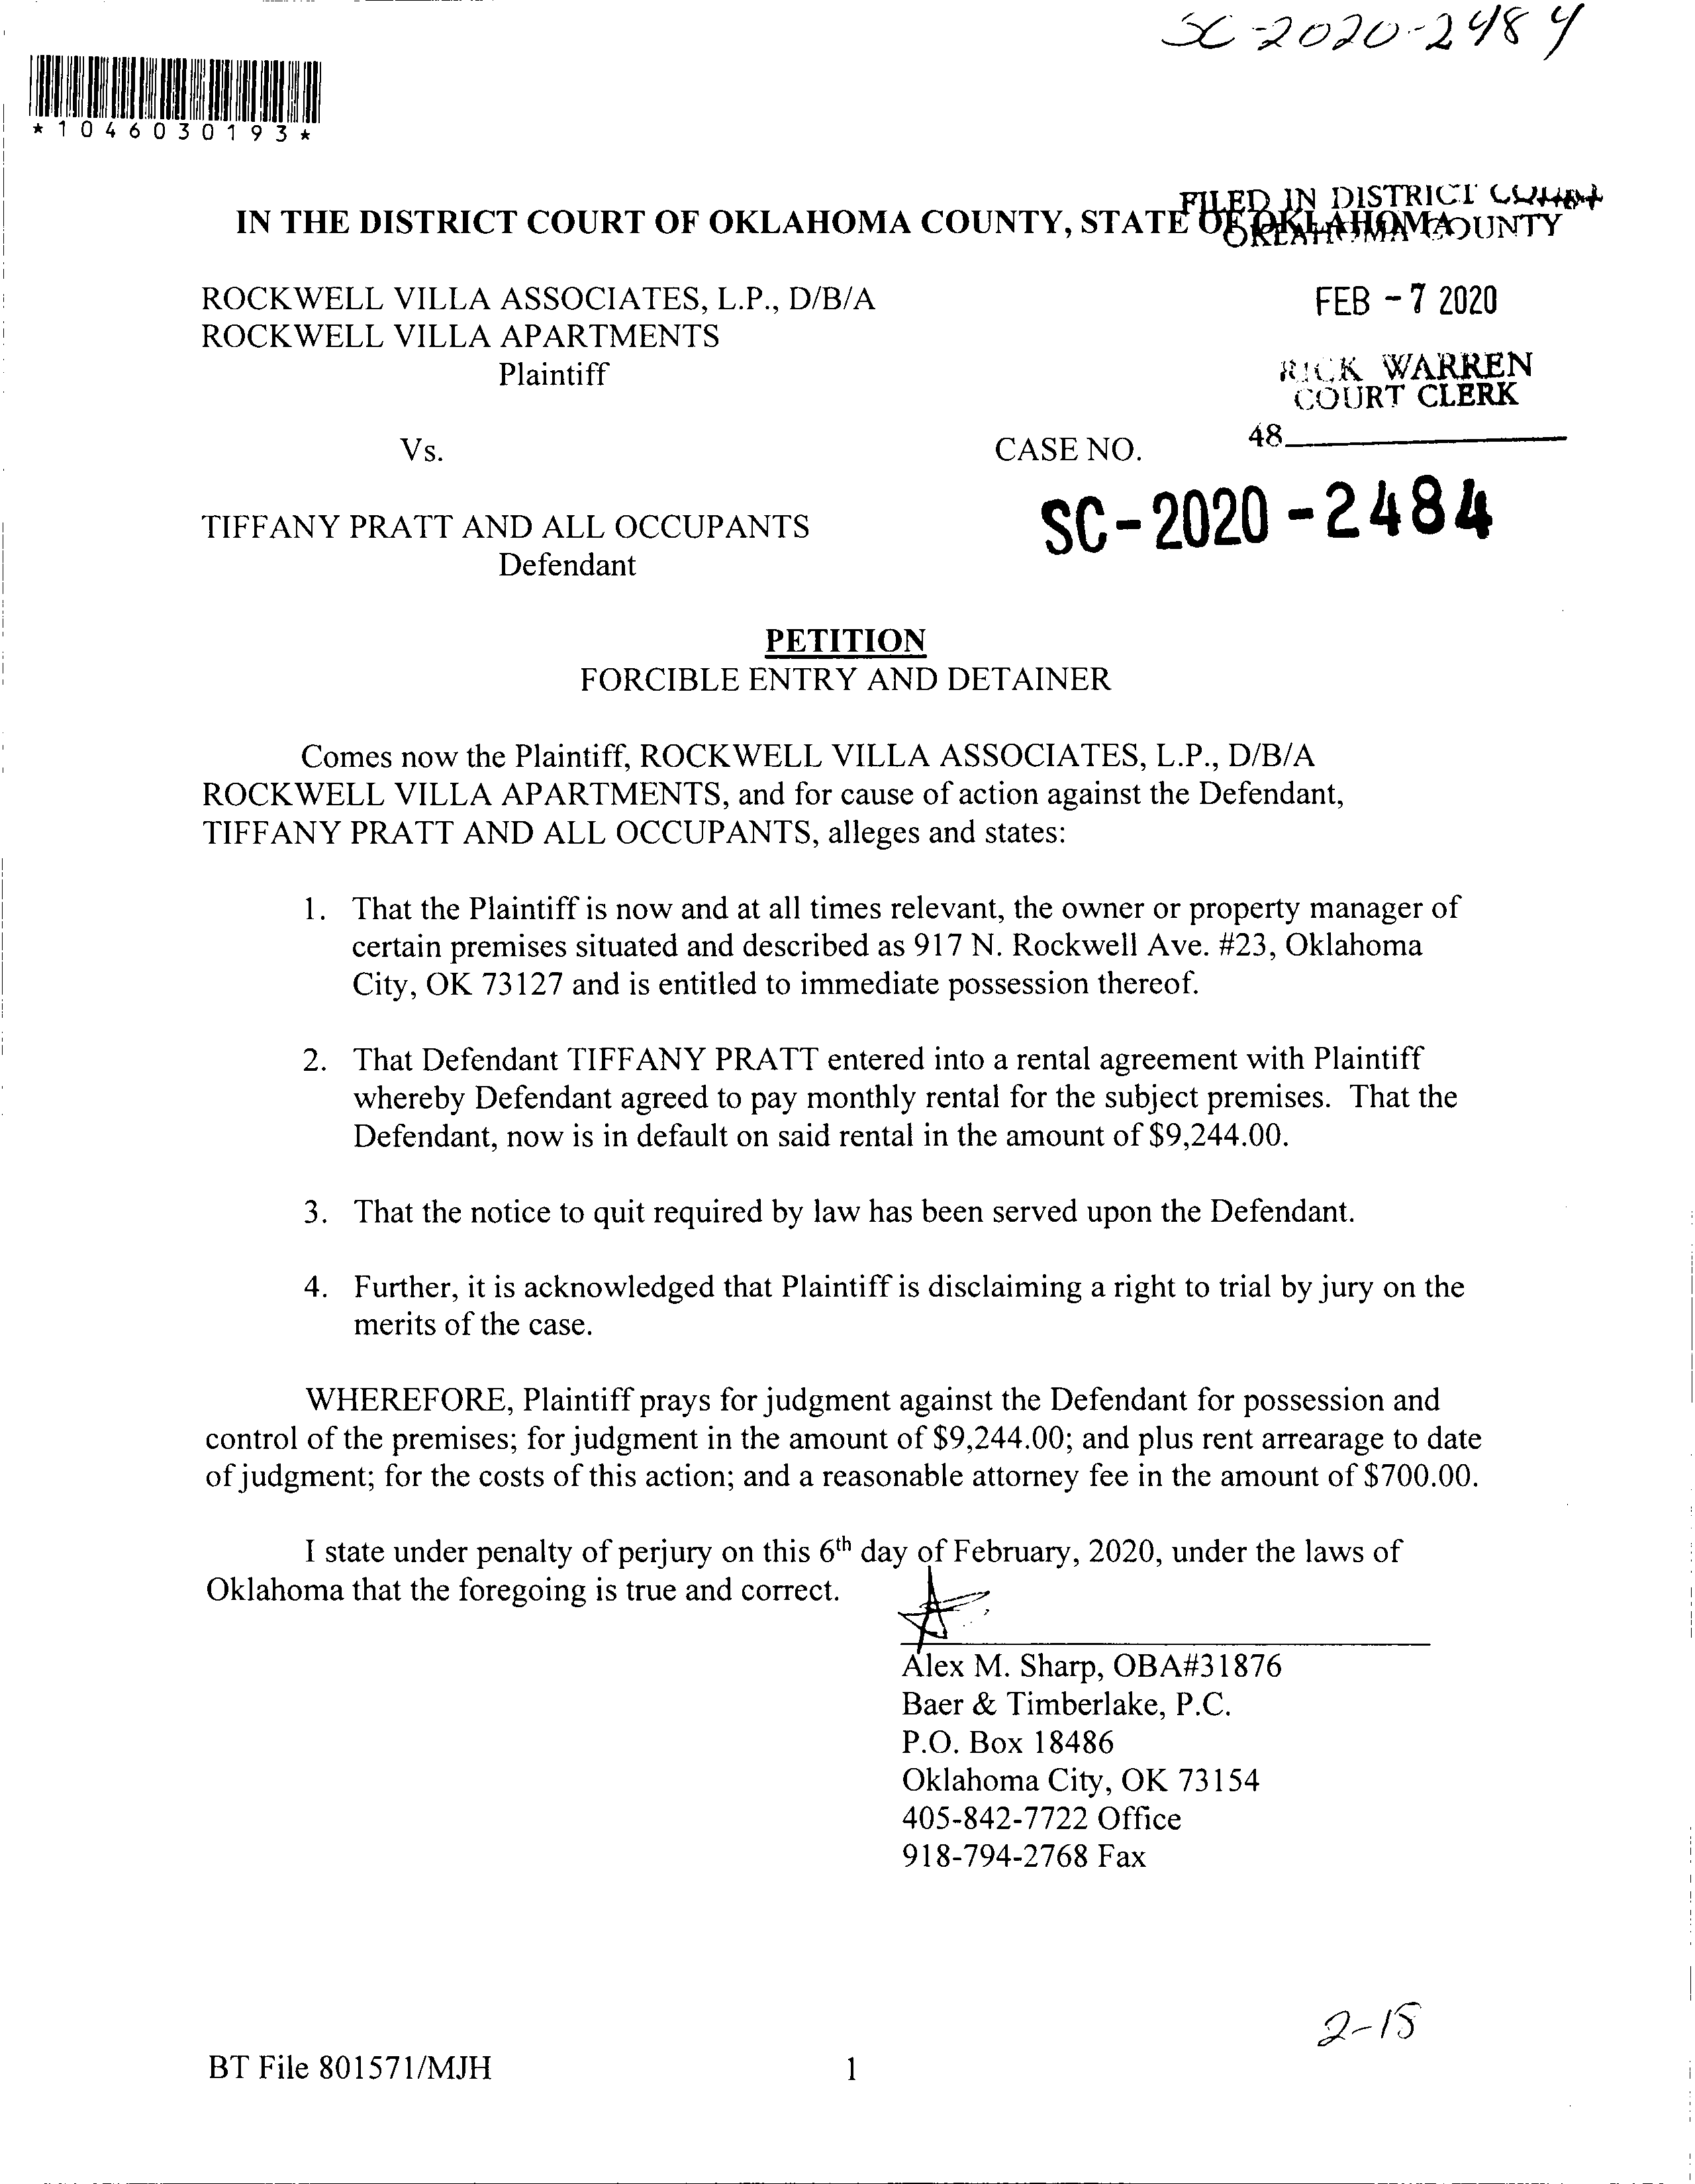 SC-2020-2484
*1046030193*
FILED IN DISTRICT COURT
OKLAHOMA COUNTY
IN THE DISTRICT COURT OF OKLAHOMA COUNTY, STATE OF OKLAHOMA
ROCKWELL VILLA ASSOCIATES, L.P., D/B/A
FEB - 7 2020
ROCKWELL VILLA APARTMENTS
Plaintiff
RICK WARREN
COURT CLERK
48
Vs.
CASE NO.
SC-2020-2484
TIFFANY PRATT AND ALL OCCUPANTS
Defendant
PETITION
FORCIBLE ENTRY AND DETAINER
Comes now the Plaintiff, ROCKWELL VILLA ASSOCIATES, L.P., D/B/A
ROCKWELL VILLA APARTMENTS, and for cause of action against the Defendant,
TIFFANY PRATT AND ALL OCCUPANTS, alleges and states:
1. That the Plaintiff is now and at all times relevant, the owner or property manager of
certain premises situated and described as 917 N. Rockwell Ave. #23, Oklahoma
City, OK 73127 and is entitled to immediate possession thereof.
2. That Defendant TIFFANY PRATT entered into a rental agreement with Plaintiff
whereby Defendant agreed to pay monthly rental for the subject premises. That the
Defendant, now is in default on said rental in the amount of $9,244.00.
3. That the notice to quit required by law has been served upon the Defendant.
4. Further, it is acknowledged that Plaintiff is disclaiming a right to trial by jury on the
merits of the case.
WHEREFORE, Plaintiff prays for judgment against the Defendant for possession and
control of the premises; for judgment in the amount of $9,244.00; and plus rent arrearage to date
of judgment; for the costs of this action; and a reasonable attorney fee in the amount of $700.00.
I state under penalty of perjury on this 6th day of February, 2020, under the laws of
Oklahoma that the foregoing is true and correct.
Alex M. Sharp, OBA#31876
Baer & Timberlake, P.C.
P.O. Box 18486
Oklahoma City, OK 73154
405-842-7722 Office
918-794-2768 Fax
2-18
BT File 801571/MJH
1